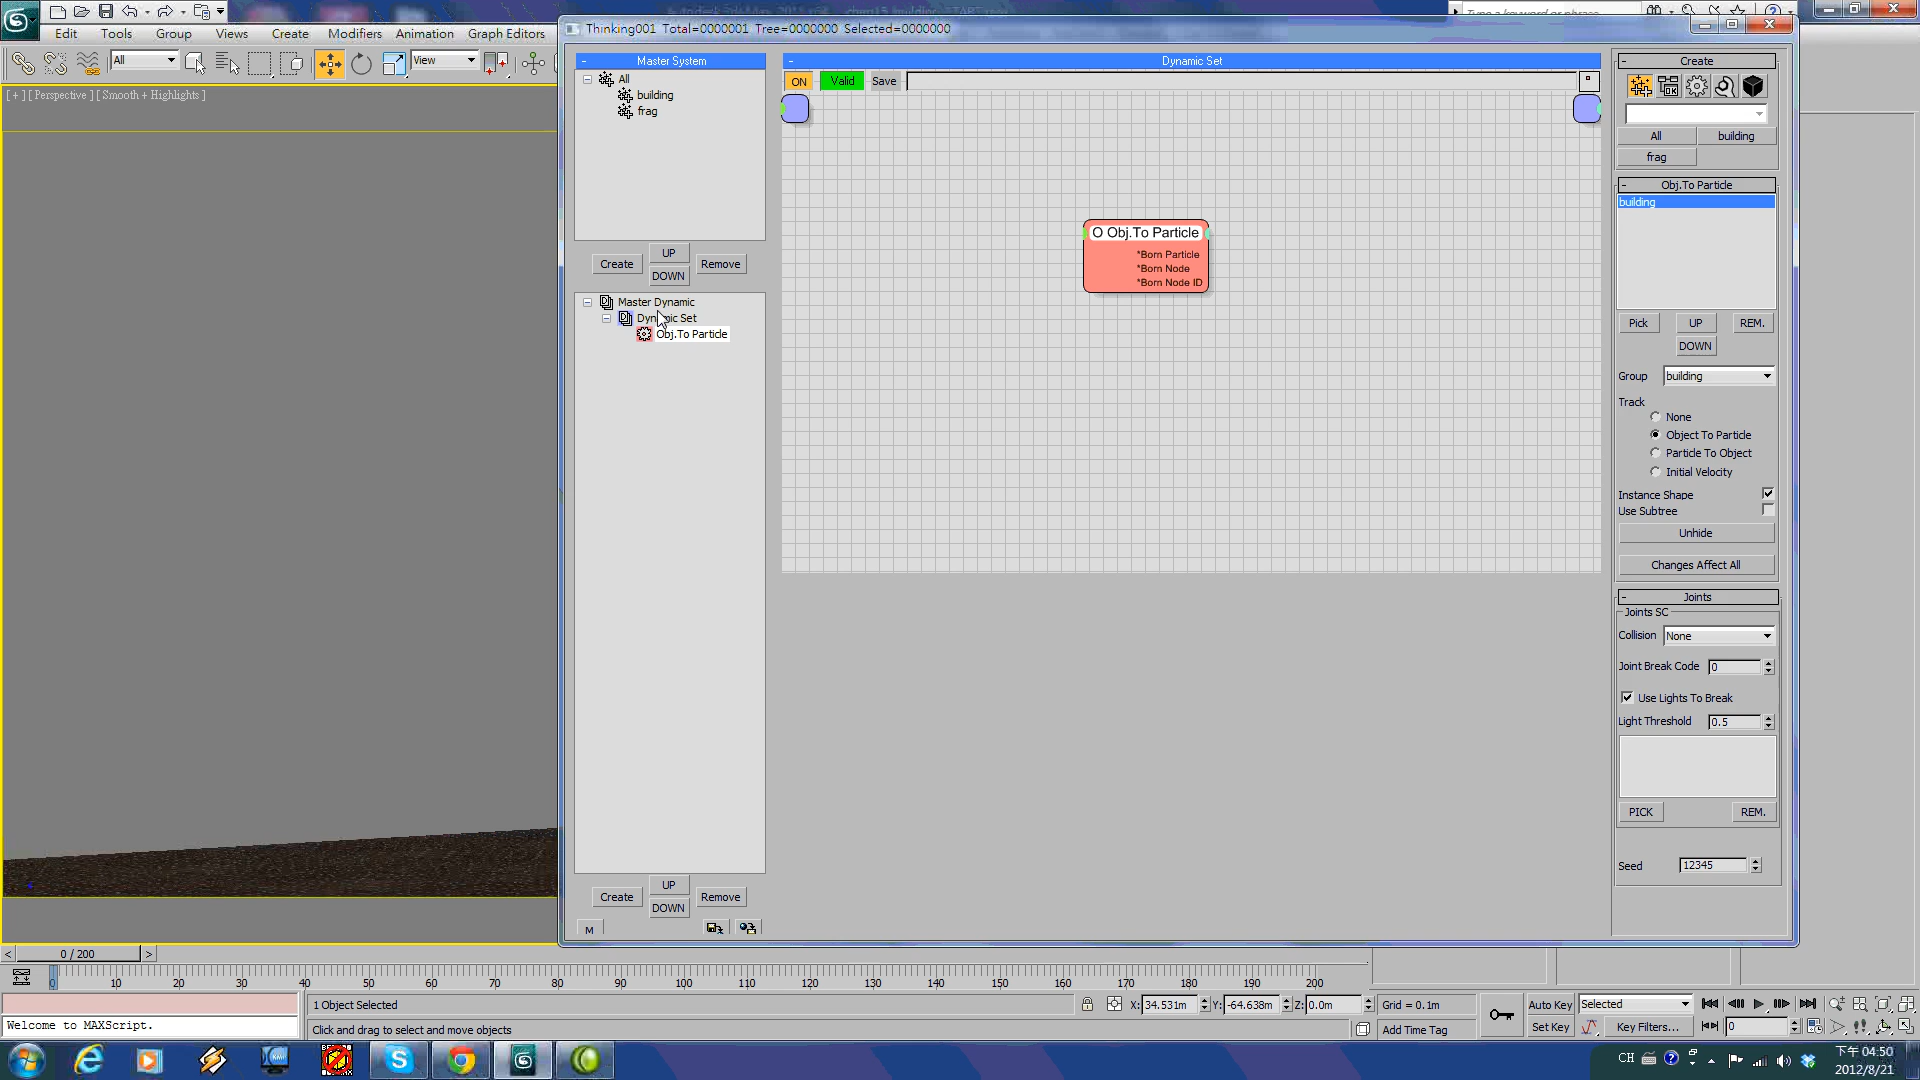 Edit Tools Group Views Create Modifiers Animation Graph Editors
Thinking001 Total=0000001 Tree=0000000 Selected=0000000
All
View
[ + ] [ Perspective ] [ Smooth + Highlights ]
- Master System
All
building
frag
Create UP DOWN Remove
Master Dynamic
Dynamic Set
Obj.To Particle
Create UP DOWN Remove
M
- Dynamic Set
ON Valid Save
O Obj.To Particle
*Born Particle
*Born Node
*Born Node ID
- Create
All building
frag
- Obj.To Particle
building
Pick UP REM.
DOWN
Group building
Track
None
Object To Particle
Particle To Object
Initial Velocity
Instance Shape
Use Subtree
Unhide
Changes Affect All
- Joints
Joints SC
Collision None
Joint Break Code 0
Use Lights To Break
Light Threshold 0.5
PICK REM.
Seed 12345
< 0 / 200 >
0 10 20 30 40 50 60 70 80 90 100 110 120 130 140 150 160 170 180 190 200
1 Object Selected X: 34.531m Y: -64.638m Z: 0.0m Grid = 0.1m Auto Key Selected
Welcome to MAXScript. Click and drag to select and move objects Add Time Tag Set Key Key Filters... 0
CH 下午 04:50
2012/8/21